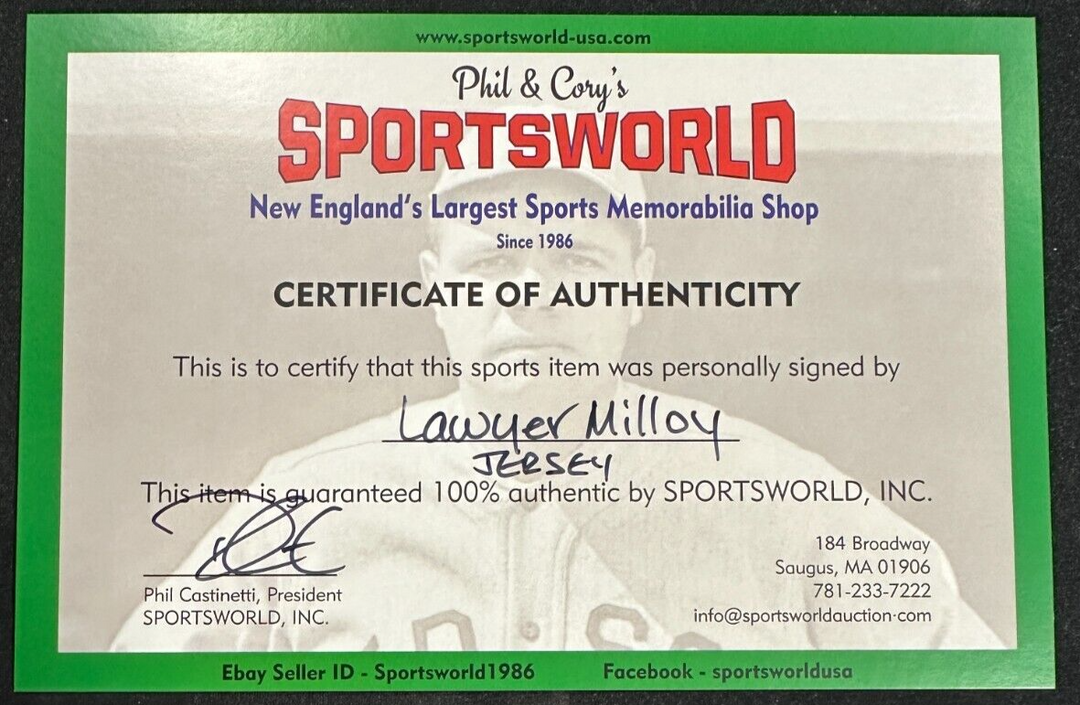 www.sportsworld-usa.com
Phil & Cory's
SPORTSWORLD
New England's Largest Sports Memorabilia Shop
Since 1986
CERTIFICATE OF AUTHENTICITY
This is to certify that this sports item was personally signed by
Lawyer Milloy
JERSEY
This item is guaranteed 100% authentic by SPORTSWORLD, INC.
184 Broadway
Saugus, MA 01906
781-233-7222
info@sportsworldauction.com
Phil Castinetti, President
SPORTSWORLD, INC.
Ebay Seller ID - Sportsworld1986
Facebook - sportsworldusa